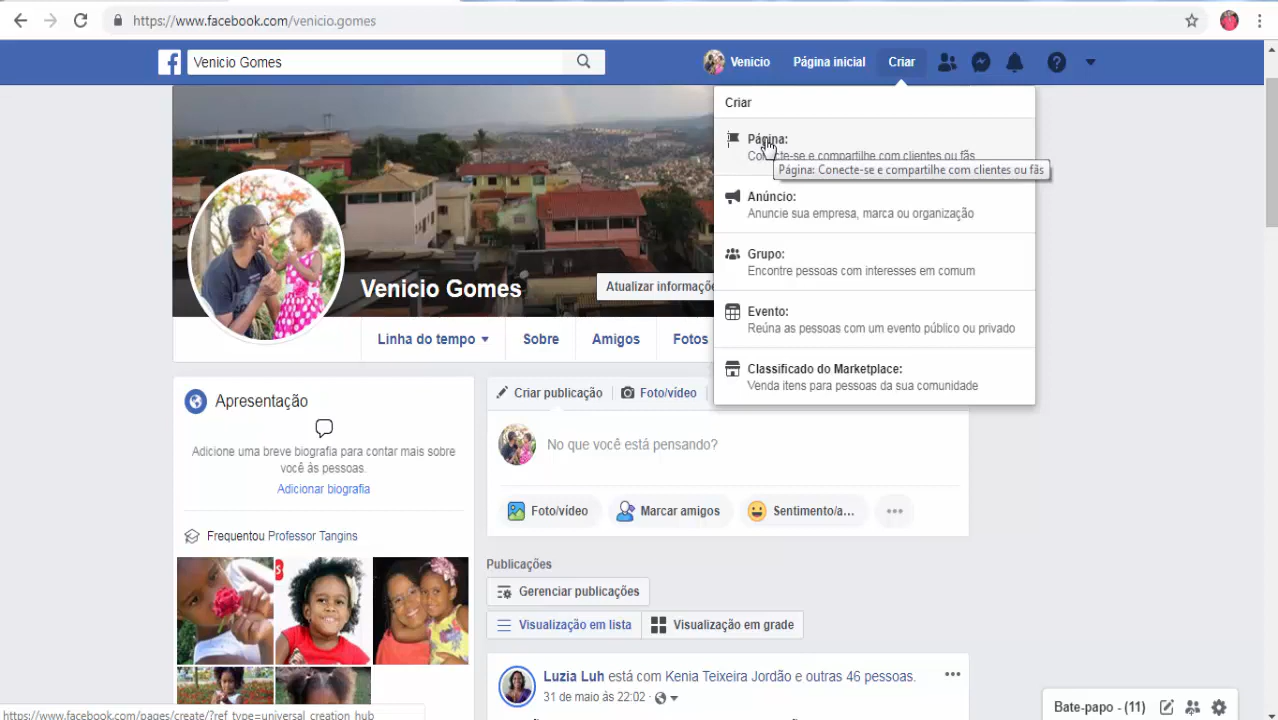 https://www.facebook.com/venicio.gomes
Venicio Gomes
Venicio
Página inicial
Criar
Criar
Página:
Conecte-se e compartilhe com clientes ou fãs
Página: Conecte-se e compartilhe com clientes ou fãs
Anúncio:
Anuncie sua empresa, marca ou organização
Grupo:
Encontre pessoas com interesses em comum
Evento:
Reúna as pessoas com um evento público ou privado
Classificado do Marketplace:
Venda itens para pessoas da sua comunidade
Venicio Gomes
Atualizar informaçõe
Linha do tempo
Sobre
Amigos
Fotos
Apresentação
Adicione uma breve biografia para contar mais sobre
você às pessoas.
Adicionar biografia
Frequentou Professor Tangins
Criar publicação
Foto/vídeo
No que você está pensando?
Foto/vídeo
Marcar amigos
Sentimento/a...
Publicações
Gerenciar publicações
Visualização em lista
Visualização em grade
Luzia Luh está com Kenia Teixeira Jordão e outras 46 pessoas.
31 de maio às 22:02
Bate-papo - (11)
https://www.facebook.com/pages/create/?ref_type=universal_creation_hub